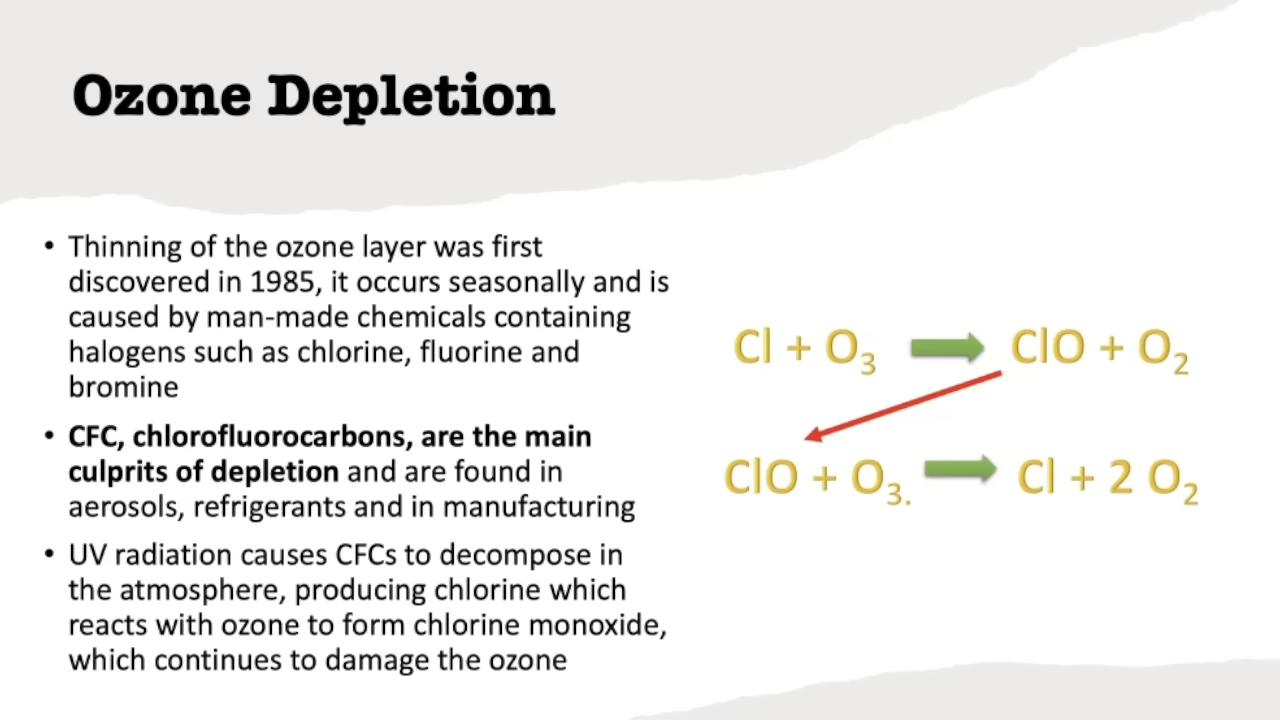 Ozone Depletion
• Thinning of the ozone layer was first
discovered in 1985, it occurs seasonally and is
caused by man-made chemicals containing
halogens such as chlorine, fluorine and
bromine
• CFC, chlorofluorocarbons, are the main
culprits of depletion and are found in
aerosols, refrigerants and in manufacturing
• UV radiation causes CFCs to decompose in
the atmosphere, producing chlorine which
reacts with ozone to form chlorine monoxide,
which continues to damage the ozone
Cl + O₃ ClO + O₂
ClO + O₃. Cl + 2 O₂